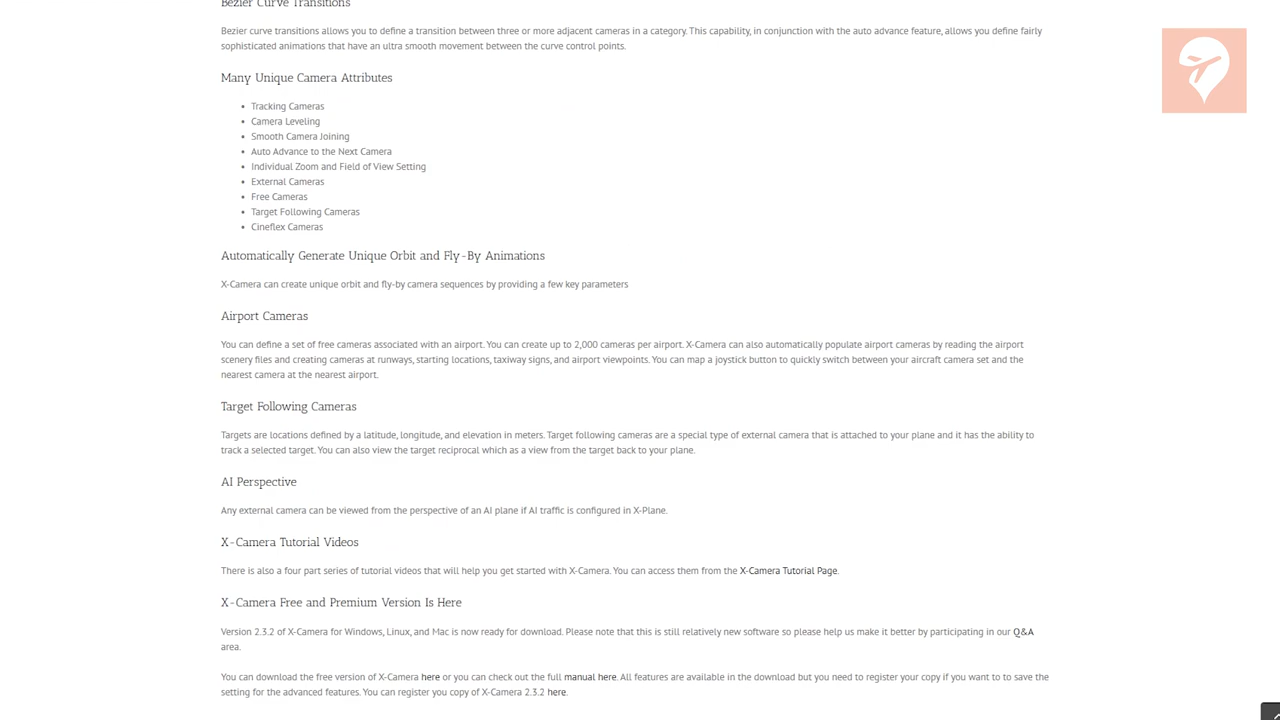 Bezier Curve Transitions
Bezier curve transitions allows you to define a transition between three or more adjacent cameras in a category. This capability, in conjunction with the auto advance feature, allows you define fairly
sophisticated animations that have an ultra smooth movement between the curve control points.
Many Unique Camera Attributes
• Tracking Cameras
• Camera Leveling
• Smooth Camera Joining
• Auto Advance to the Next Camera
• Individual Zoom and Field of View Setting
• External Cameras
• Free Cameras
• Target Following Cameras
• Cineflex Cameras
Automatically Generate Unique Orbit and Fly-By Animations
X-Camera can create unique orbit and fly-by camera sequences by providing a few key parameters
Airport Cameras
You can define a set of free cameras associated with an airport. You can create up to 2,000 cameras per airport. X-Camera can also automatically populate airport cameras by reading the airport
scenery files and creating cameras at runways, starting locations, taxiway signs, and airport viewpoints. You can map a joystick button to quickly switch between your aircraft camera set and the
nearest camera at the nearest airport.
Target Following Cameras
Targets are locations defined by a latitude, longitude, and elevation in meters. Target following cameras are a special type of external camera that is attached to your plane and it has the ability to
track a selected target. You can also view the target reciprocal which as a view from the target back to your plane.
AI Perspective
Any external camera can be viewed from the perspective of an AI plane if AI traffic is configured in X-Plane.
X-Camera Tutorial Videos
There is also a four part series of tutorial videos that will help you get started with X-Camera. You can access them from the X-Camera Tutorial Page.
X-Camera Free and Premium Version Is Here
Version 2.3.2 of X-Camera for Windows, Linux, and Mac is now ready for download. Please note that this is still relatively new software so please help us make it better by participating in our Q&A
area.
You can download the free version of X-Camera here or you can check out the full manual here. All features are available in the download but you need to register your copy if you want to to save the
setting for the advanced features. You can register you copy of X-Camera 2.3.2 here.